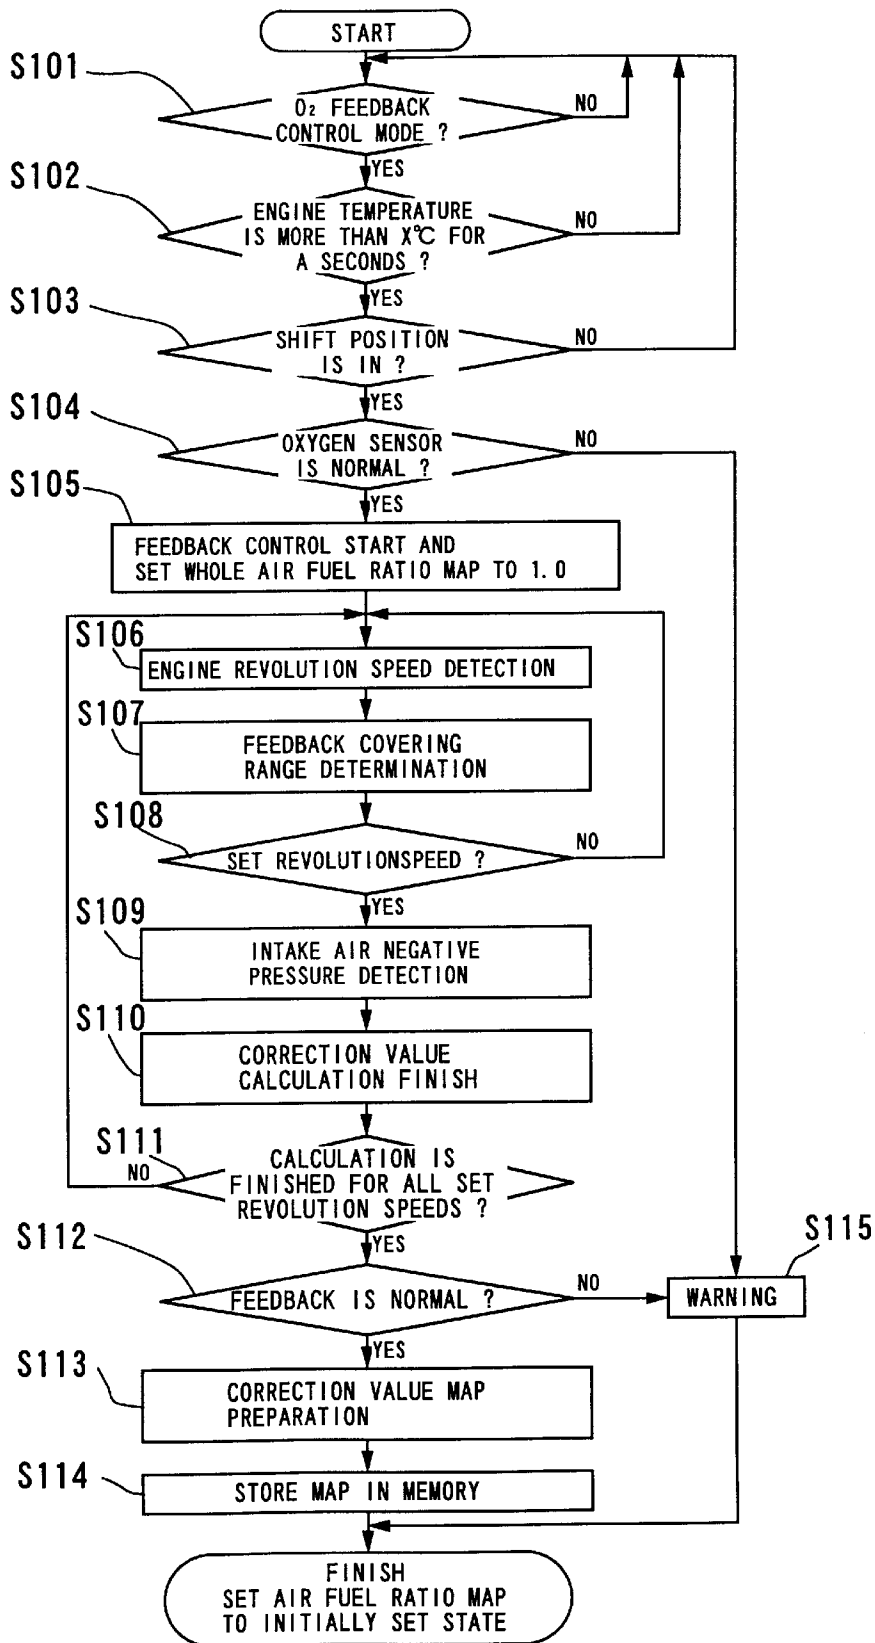 START
S101
O₂ FEEDBACK
CONTROL MODE ?
NO
YES
S102
ENGINE TEMPERATURE
IS MORE THAN X℃ FOR
A SECONDS ?
NO
YES
S103
SHIFT POSITION
IS IN ?
NO
YES
S104
OXYGEN SENSOR
IS NORMAL ?
NO
YES
S105
FEEDBACK CONTROL START AND
SET WHOLE AIR FUEL RATIO MAP TO 1.0
S106
ENGINE REVOLUTION SPEED DETECTION
S107
FEEDBACK COVERING
RANGE DETERMINATION
S108
SET REVOLUTIONSPEED ?
NO
YES
S109
INTAKE AIR NEGATIVE
PRESSURE DETECTION
S110
CORRECTION VALUE
CALCULATION FINISH
S111
NO
CALCULATION IS
FINISHED FOR ALL SET
REVOLUTION SPEEDS ?
YES
S112
FEEDBACK IS NORMAL ?
NO
S115
WARNING
YES
S113
CORRECTION VALUE MAP
PREPARATION
S114
STORE MAP IN MEMORY
FINISH
SET AIR FUEL RATIO MAP
TO INITIALLY SET STATE